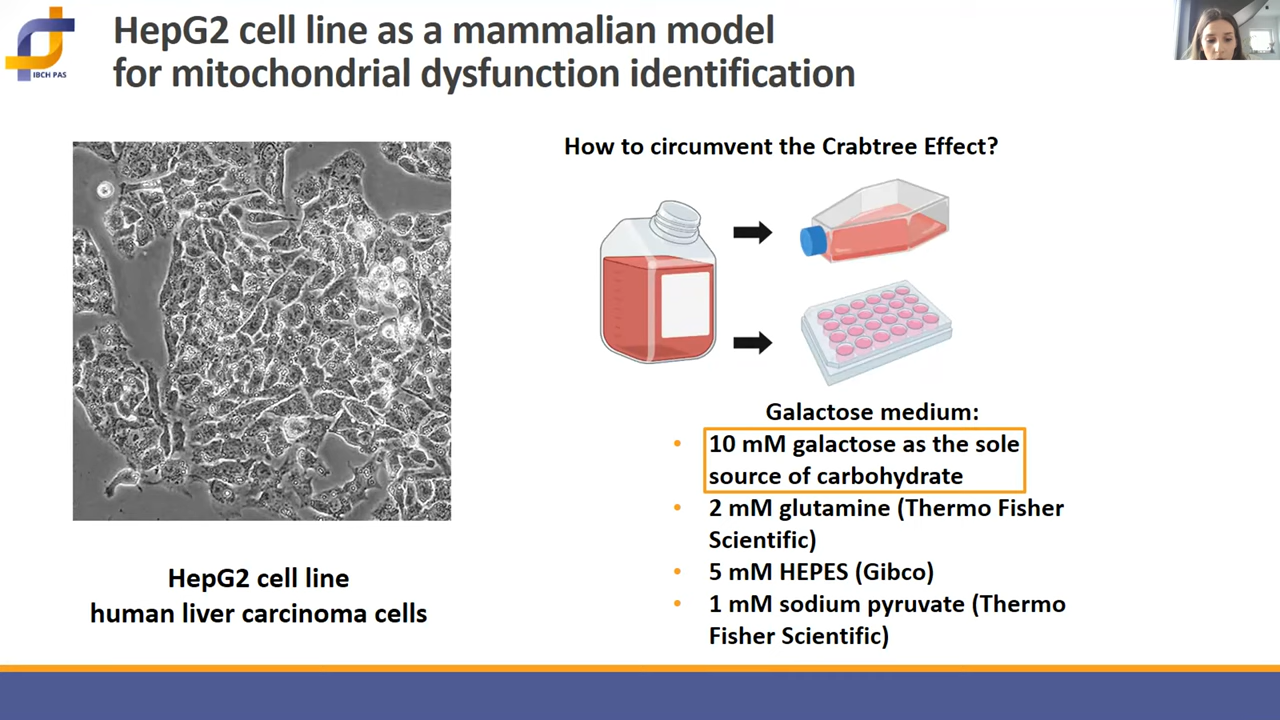 HepG2 cell line as a mammalian model
for mitochondrial dysfunction identification
IBCH PAS
How to circumvent the Crabtree Effect?
Galactose medium:
• 10 mM galactose as the sole
source of carbohydrate
• 2 mM glutamine (Thermo Fisher
Scientific)
• 5 mM HEPES (Gibco)
• 1 mM sodium pyruvate (Thermo
Fisher Scientific)
HepG2 cell line
human liver carcinoma cells